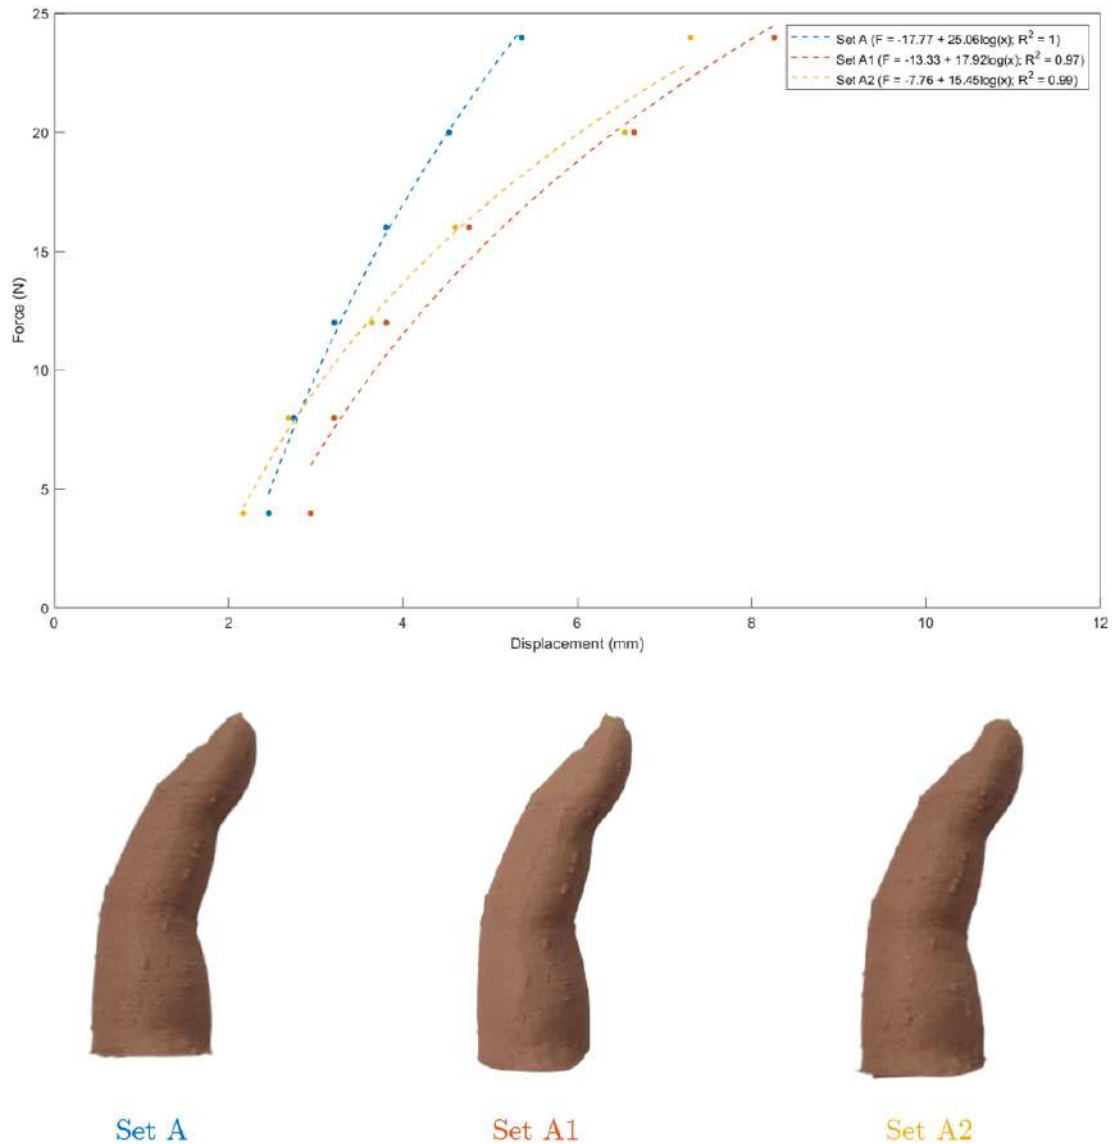 25
20
15
10
5
0
Force (N)
Set A (F = -17.77 + 25.06log(x); R² = 1)
Set A1 (F = -13.33 + 17.92log(x); R² = 0.97)
Set A2 (F = -7.76 + 15.45log(x); R² = 0.99)
0 2 4 6 8 10 12
Displacement (mm)
Set A Set A1 Set A2